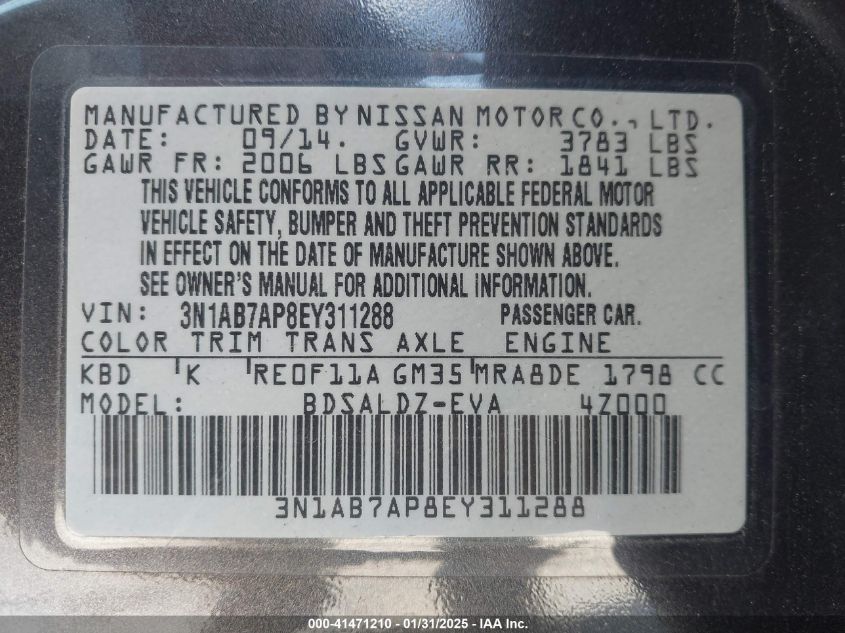 MANUFACTURED BY NISSAN MOTOR CO., LTD.
DATE: 09/14. GVWR: 3783 LBS
GAWR FR: 2006 LBS GAWR RR: 1841 LBS
THIS VEHICLE CONFORMS TO ALL APPLICABLE FEDERAL MOTOR
VEHICLE SAFETY, BUMPER AND THEFT PREVENTION STANDARDS
IN EFFECT ON THE DATE OF MANUFACTURE SHOWN ABOVE.
SEE OWNER'S MANUAL FOR ADDITIONAL INFORMATION.
VIN: 3N1AB7AP8EY311288 PASSENGER CAR.
COLOR TRIM TRANS AXLE ENGINE
KBD K RE0F11A GM35 MRA8DE 1798 CC
MODEL: BDSALDZ-EVA 4Z000
3N1AB7AP8EY311288
000-41471210 - 01/31/2025 - IAA Inc.